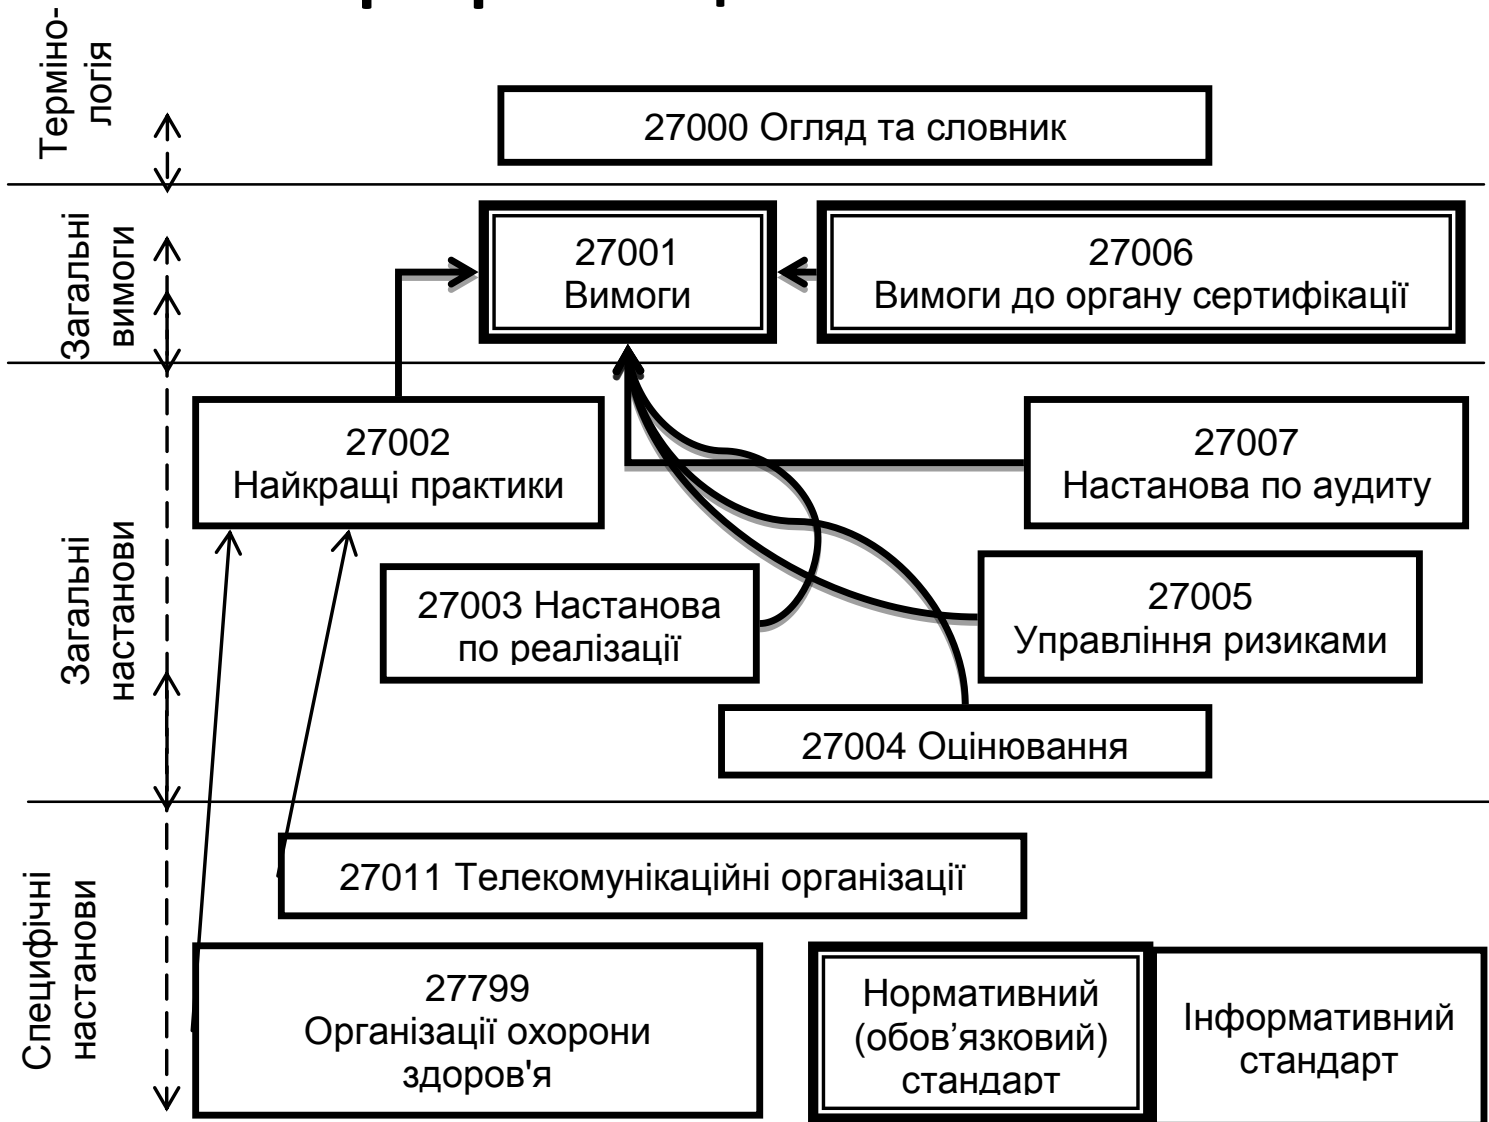 Терміно-
логія
27000 Огляд та словник
Загальні
вимоги
27001
Вимоги
27006
Вимоги до органу сертифікації
Загальні
настанови
27002
Найкращі практики
27007
Настанова по аудиту
27003 Настанова
по реалізації
27005
Управління ризиками
27004 Оцінювання
Специфічні
настанови
27011 Телекомунікаційні організації
27799
Організації охорони
здоров'я
Нормативний
(обов’язковий)
стандарт
Інформативний
стандарт